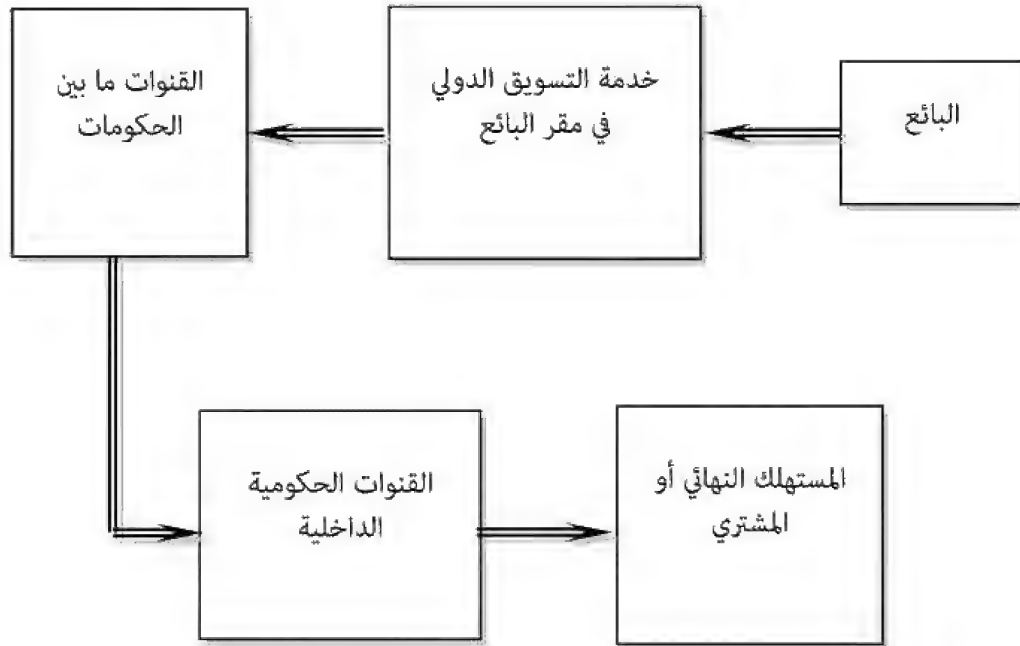 البائع
خدمة التسويق الدولي
في مقر البائع
القنوات ما بين
الحكومات
القنوات الحكومية
الداخلية
المستهلك النهائي أو
المشتري